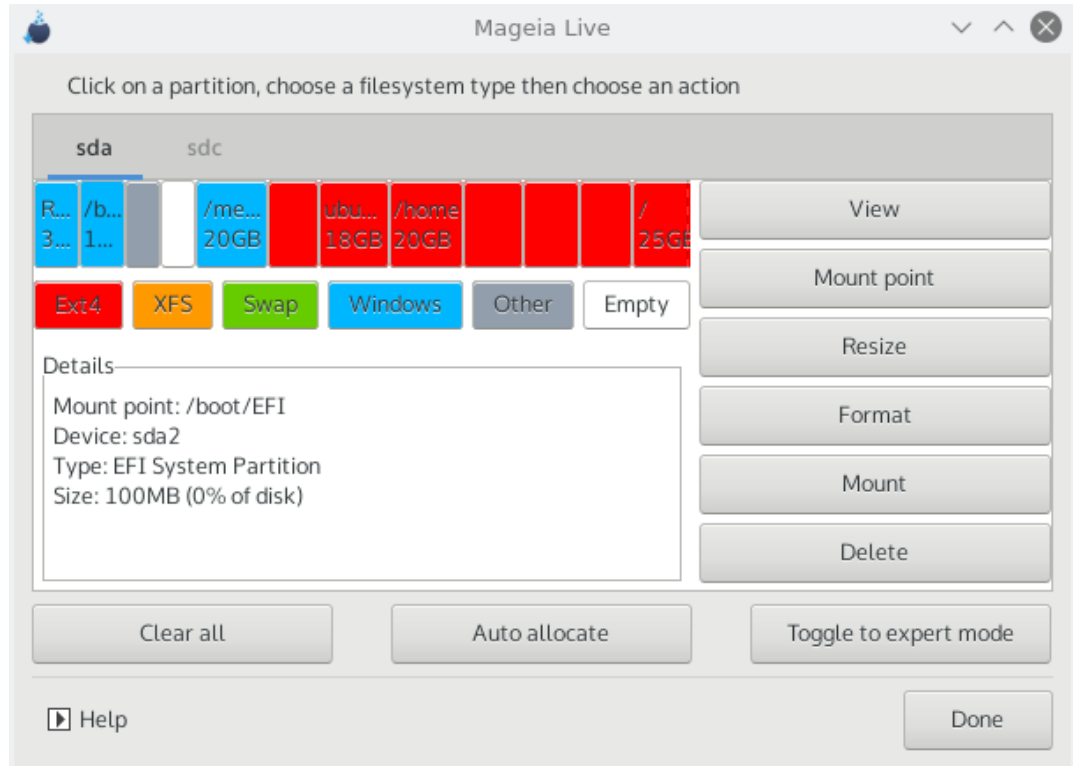 Mageia Live
Click on a partition, choose a filesystem type then choose an action
sda sdc
R... /b... /me... ubu... /home /
3... 1... 20GB 18GB 20GB 25GB
Ext4 XFS Swap Windows Other Empty
Details
Mount point: /boot/EFI
Device: sda2
Type: EFI System Partition
Size: 100MB (0% of disk)
View
Mount point
Resize
Format
Mount
Delete
Clear all Auto allocate Toggle to expert mode
Help Done